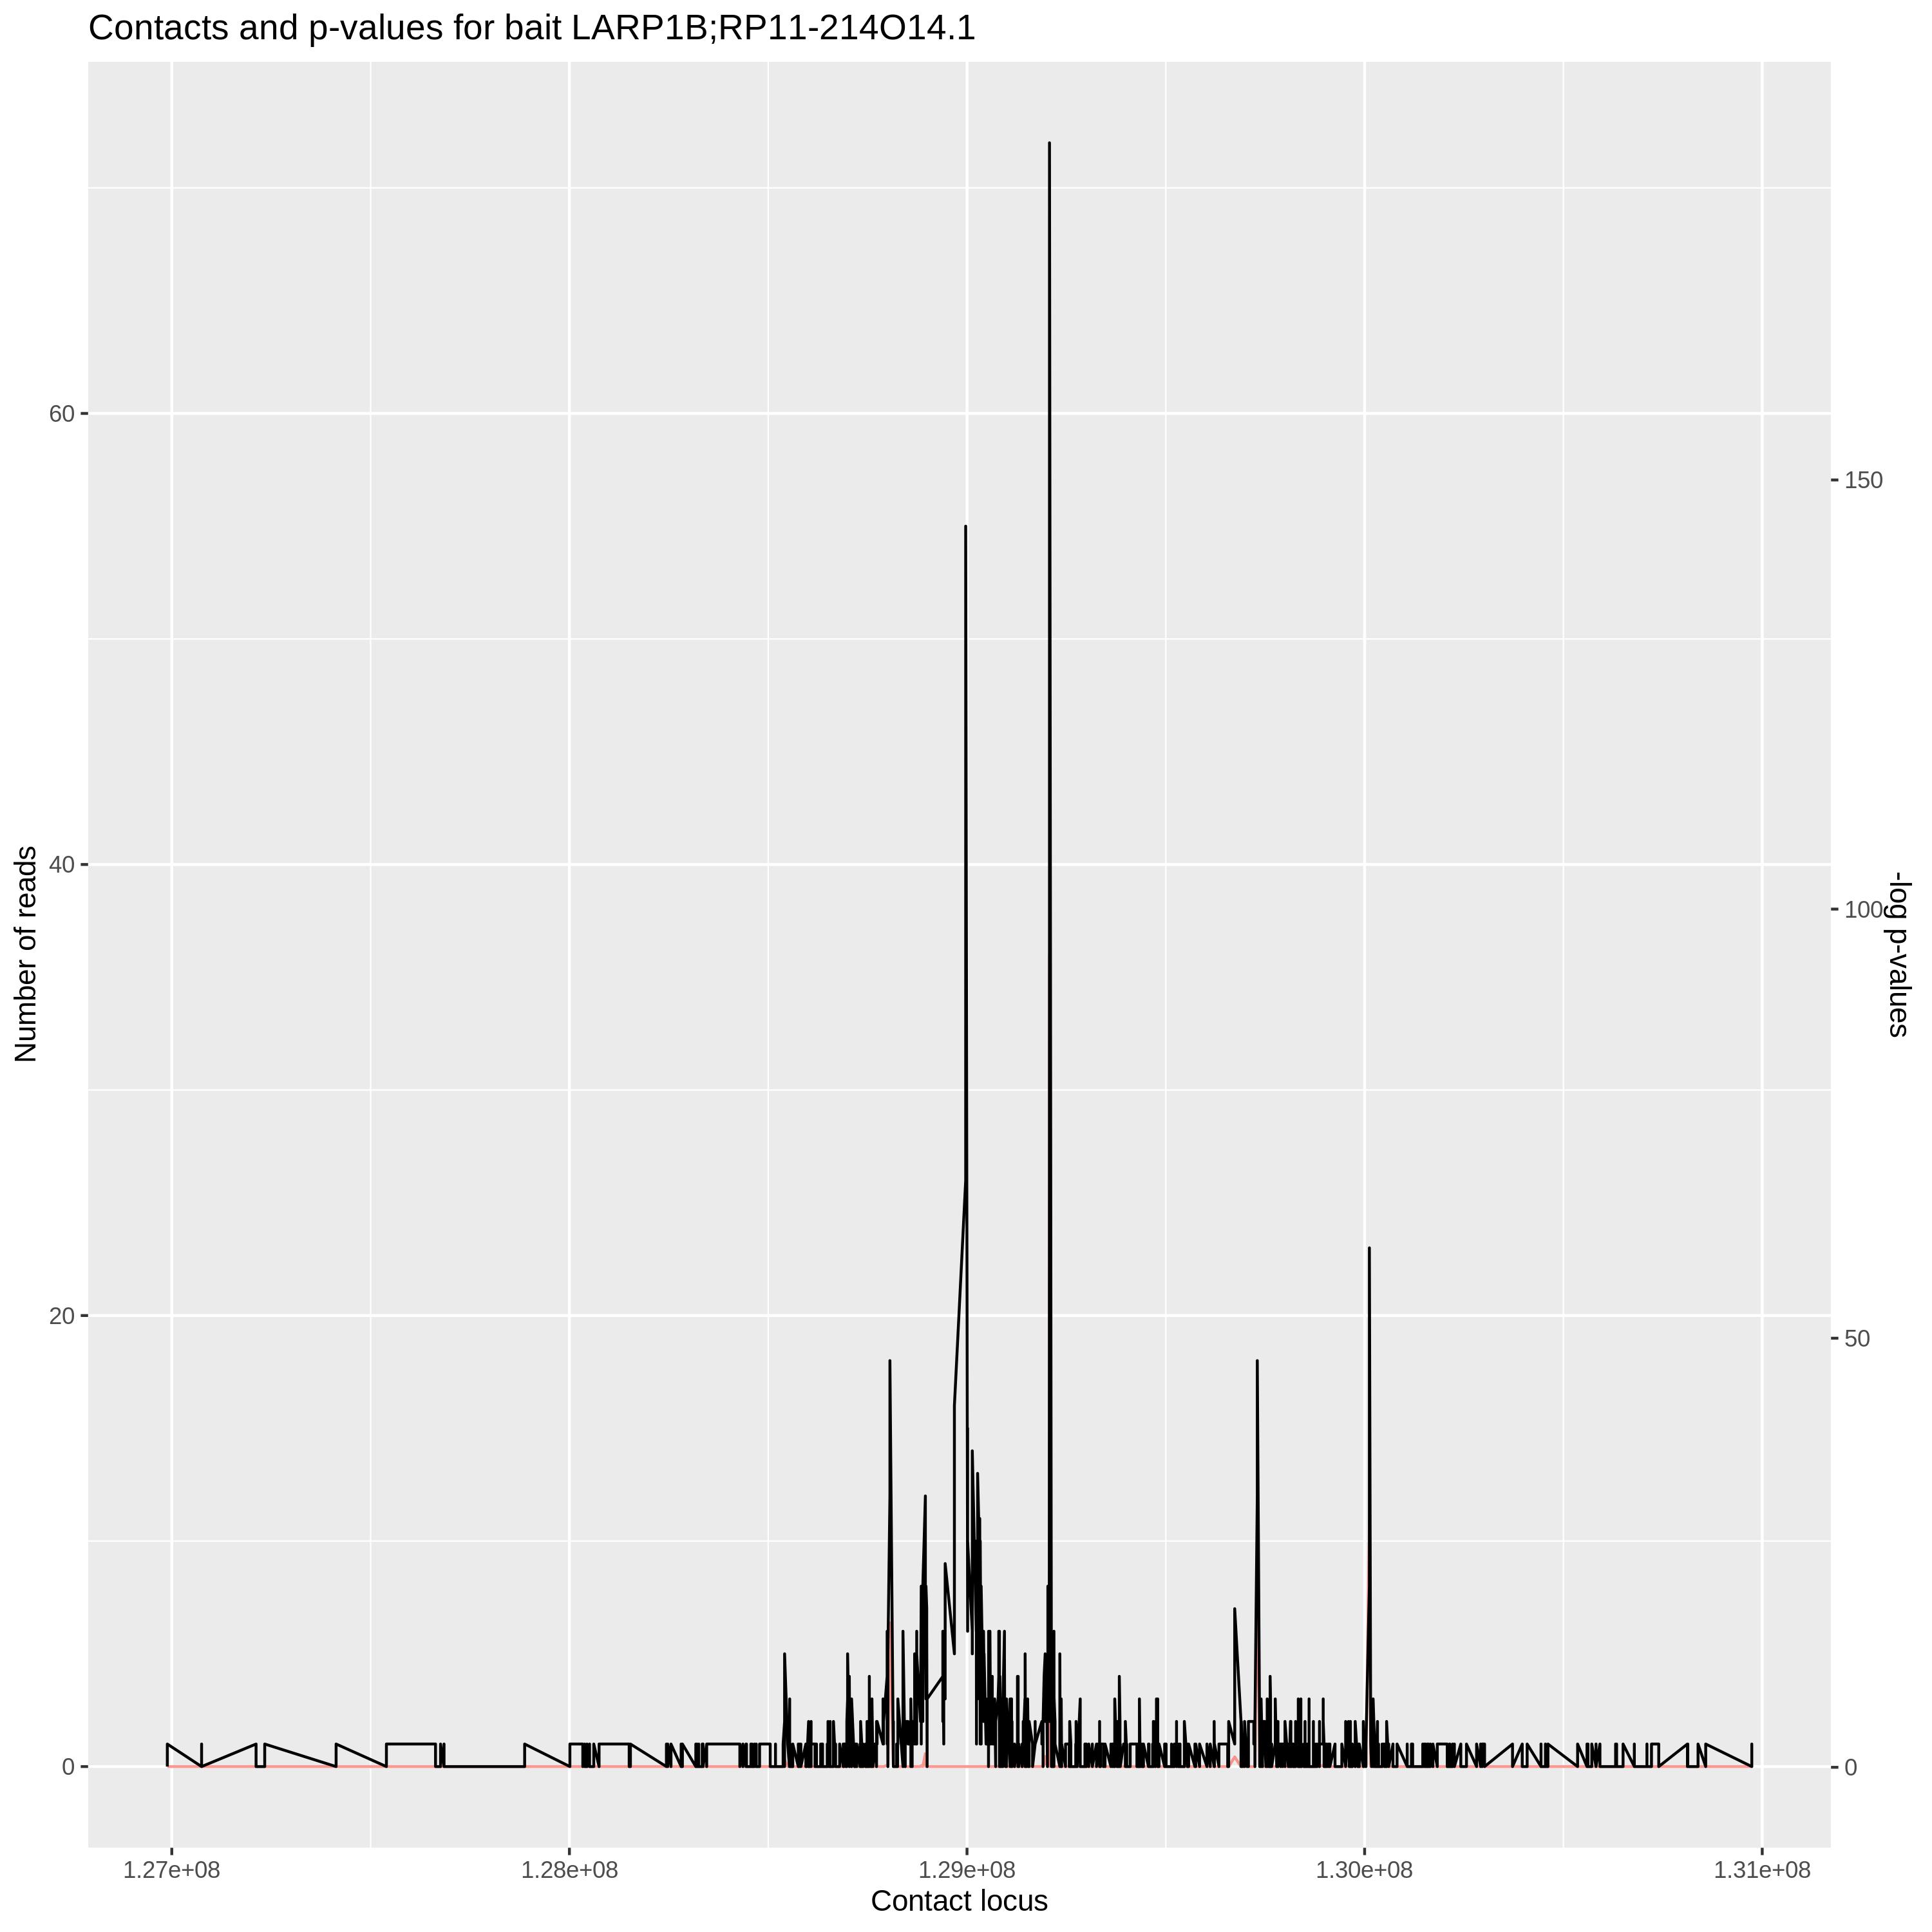 Contacts and p-values for bait LARP1B;RP11-214O14.1
60
40
20
0
Number of reads
150
100
50
0
-log p-values
1.27e+08
1.28e+08
1.29e+08
1.30e+08
1.31e+08
Contact locus